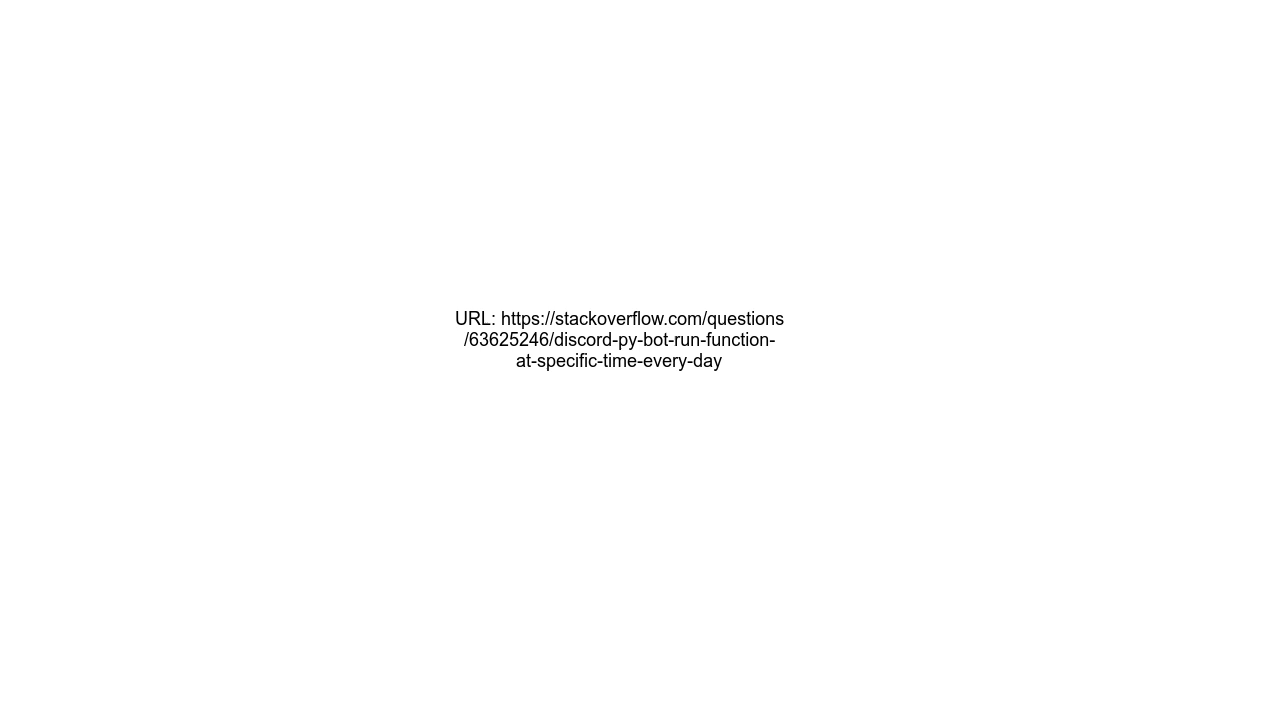 URL: https://stackoverflow.com/questions
/63625246/discord-py-bot-run-function-
at-specific-time-every-day